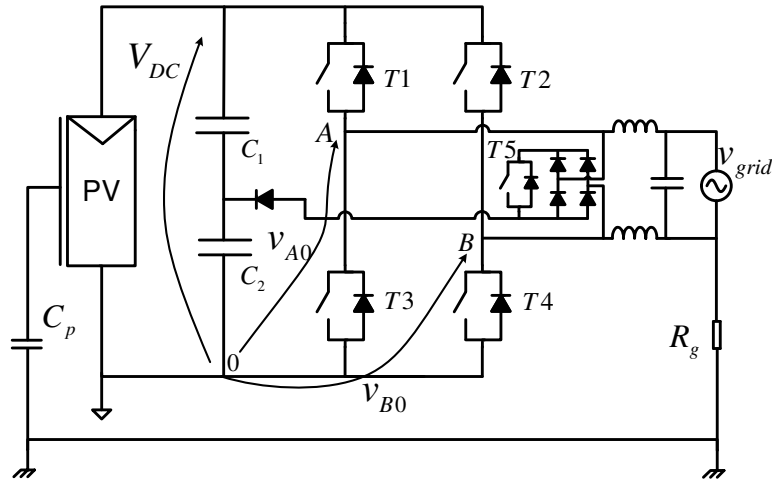 V_DC
T1
T2
C_1
A
T5
v_grid
PV
v_A0
B
C_2
T3
T4
C_p
0
R_g
v_B0